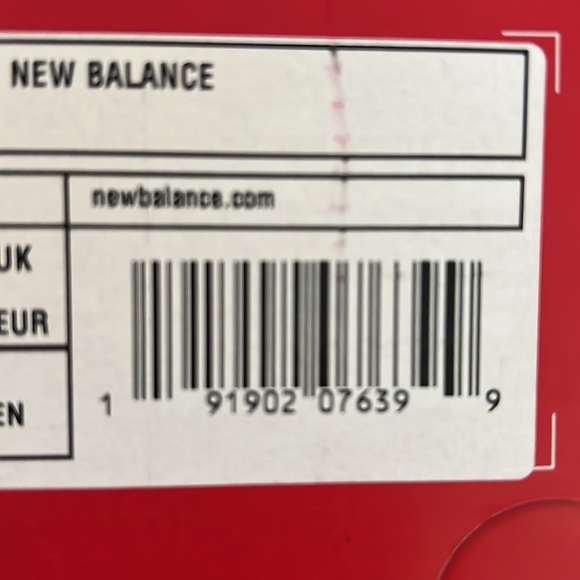 NEW BALANCE
newbalance.com
UK
EUR
EN
1 91902 07639 9